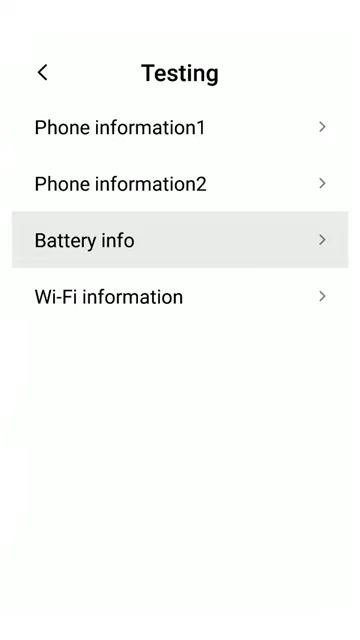 Testing
Phone information1
Phone information2
Battery info
Wi-Fi information